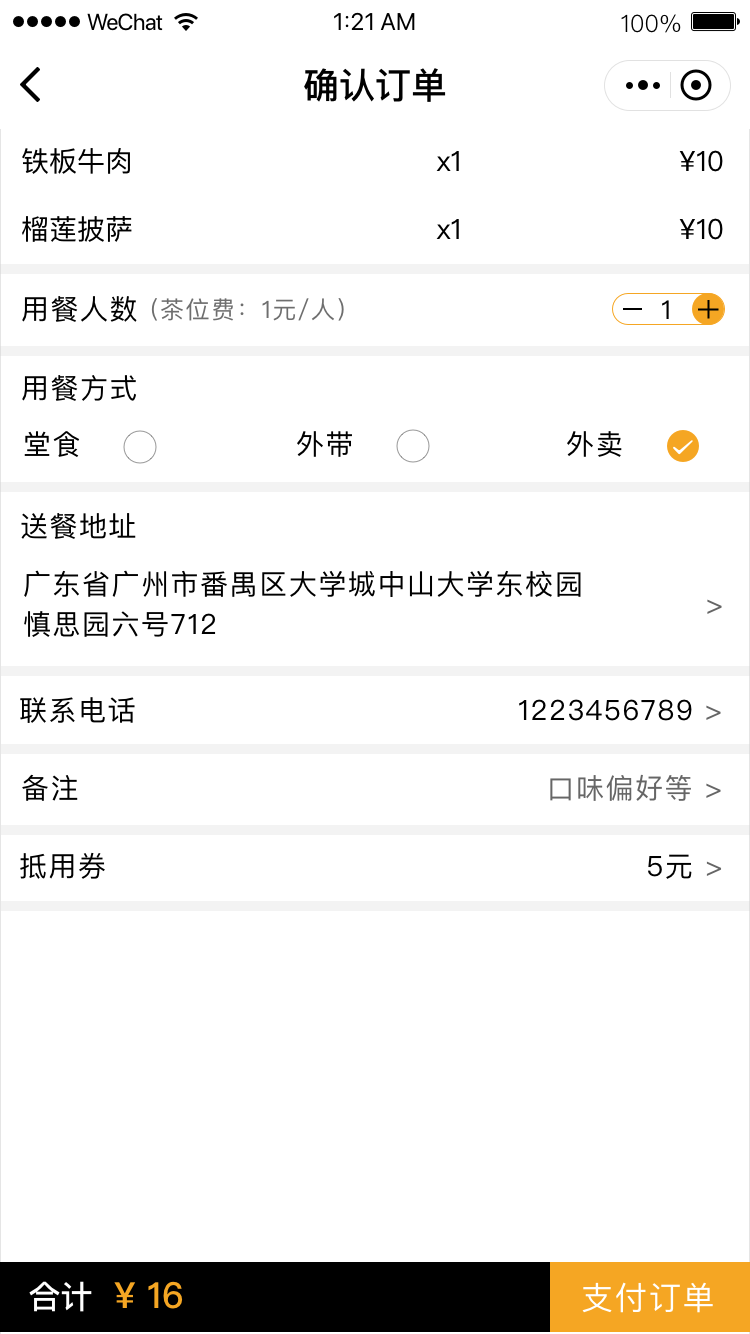 WeChat 1:21 AM 100%
确认订单
铁板牛肉 x1 ¥10
榴莲披萨 x1 ¥10
用餐人数（茶位费：1元/人） 1
用餐方式
堂食 外带 外卖
送餐地址
广东省广州市番禺区大学城中山大学东校园
慎思园六号712 >
联系电话 1223456789 >
备注 口味偏好等 >
抵用券 5元 >
合计 ¥ 16 支付订单